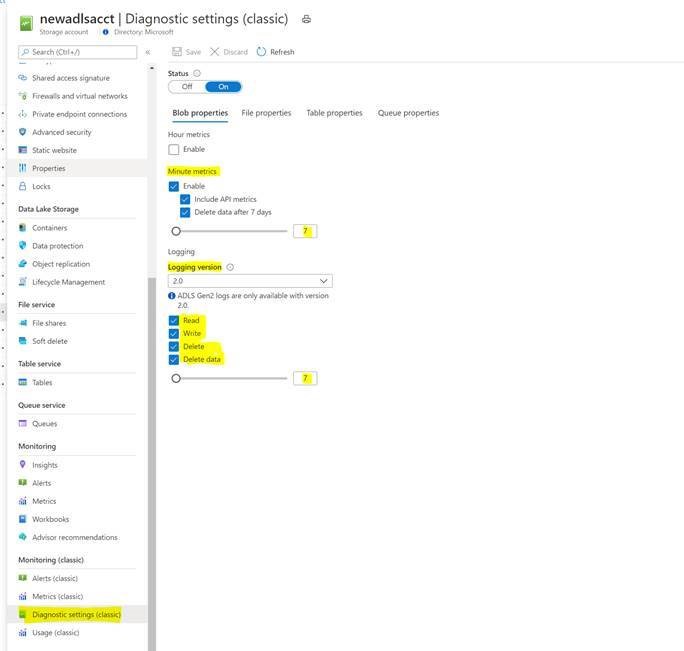 newadlsacct | Diagnostic settings (classic)
Storage account
Directory: Microsoft
Search (Ctrl+/)
«
Save
Discard
Refresh
Shared access signature
Firewalls and virtual networks
Private endpoint connections
Advanced security
Static website
Properties
Locks
Data Lake Storage
Containers
Data protection
Object replication
Lifecycle Management
File service
File shares
Soft delete
Table service
Tables
Queue service
Queues
Monitoring
Insights
Alerts
Metrics
Workbooks
Advisor recommendations
Monitoring (classic)
Alerts (classic)
Metrics (classic)
Diagnostic settings (classic)
Usage (classic)
Status
Off
On
Blob properties
File properties
Table properties
Queue properties
Hour metrics
Enable
Minute metrics
Enable
Include API metrics
Delete data after 7 days
7
Logging
Logging version
2.0
ADLS Gen2 logs are only available with version
2.0.
Read
Write
Delete
Delete data
7